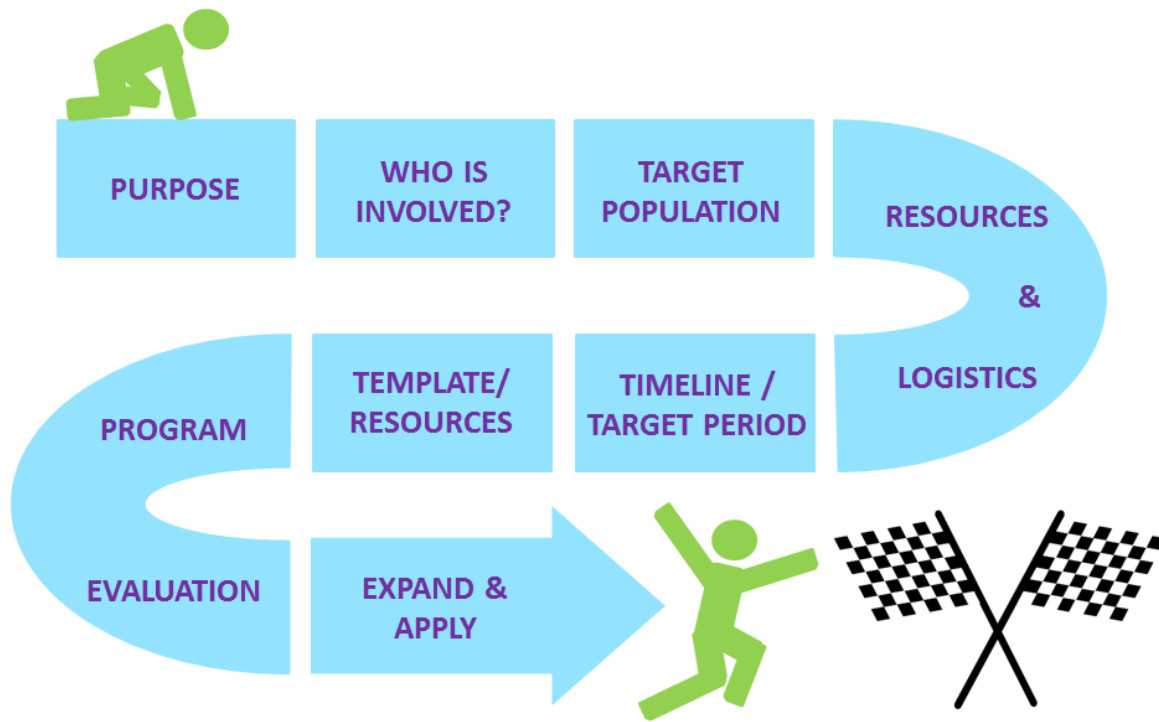 PURPOSE
WHO IS
INVOLVED?
TARGET
POPULATION
RESOURCES
&
LOGISTICS
TIMELINE /
TARGET PERIOD
TEMPLATE/
RESOURCES
PROGRAM
EVALUATION
EXPAND &
APPLY